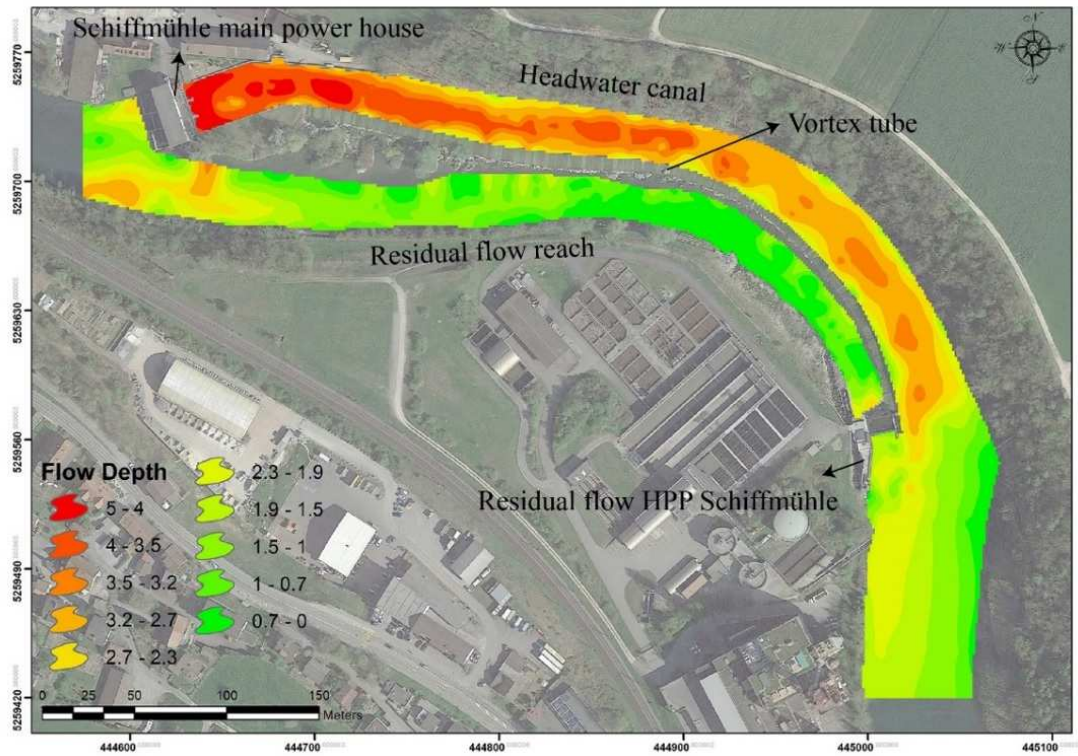 Schiffmühle main power house
Headwater canal
Vortex tube
Residual flow reach
Residual flow HPP Schiffmühle
Flow Depth
5 - 4
4 - 3.5
3.5 - 3.2
3.2 - 2.7
2.7 - 2.3
2.3 - 1.9
1.9 - 1.5
1.5 - 1
1 - 0.7
0.7 - 0
0 25 50 100 150
Meters
5259770
5259700
5259630
5259560
5259490
5259420
444600 444700 444800 444900 445000 445100